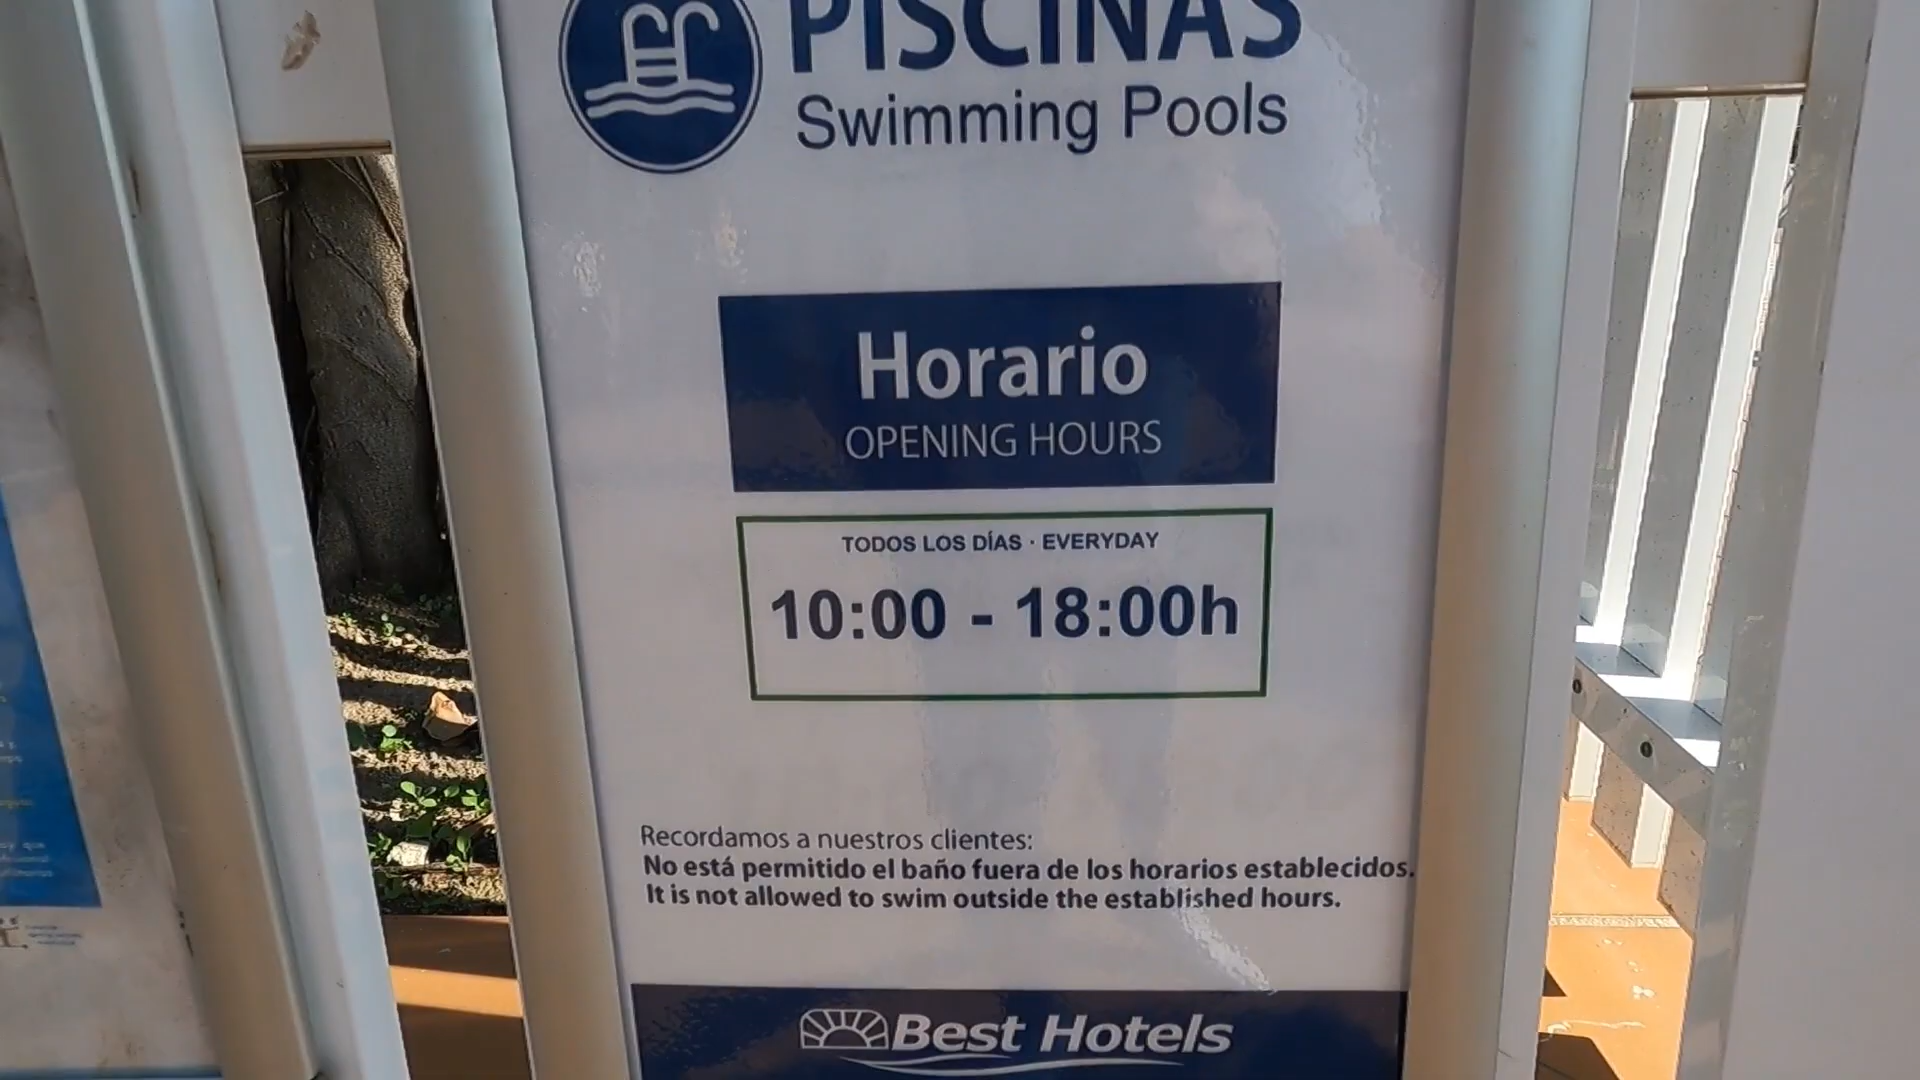 PISCINAS
Swimming Pools
Horario
OPENING HOURS
TODOS LOS DÍAS · EVERYDAY
10:00 - 18:00h
Recordamos a nuestros clientes:
No está permitido el baño fuera de los horarios establecidos.
It is not allowed to swim outside the established hours.
Best Hotels